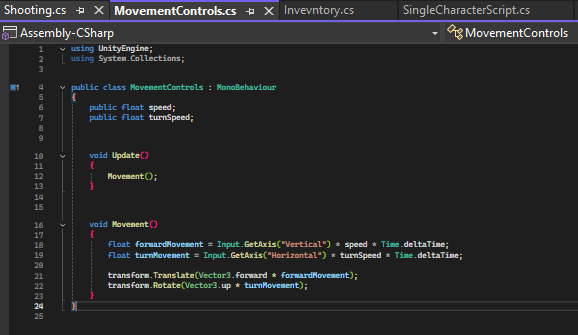 Shooting.cs MovementControls.cs Invevntory.cs SingleCharacterScript.cs
Assembly-CSharp MovementControls
1 using UnityEngine;
2 using System.Collections;
3
4 public class MovementControls : MonoBehaviour
5 {
6 public float speed;
7 public float turnSpeed;
8
9
10 void Update()
11 {
12 Movement();
13 }
14
15
16 void Movement()
17 {
18 float forwardMovement = Input.GetAxis("Vertical") * speed * Time.deltaTime;
19 float turnMovement = Input.GetAxis("Horizontal") * turnSpeed * Time.deltaTime;
20
21 transform.Translate(Vector3.forward * forwardMovement);
22 transform.Rotate(Vector3.up * turnMovement);
23 }
24 }
25